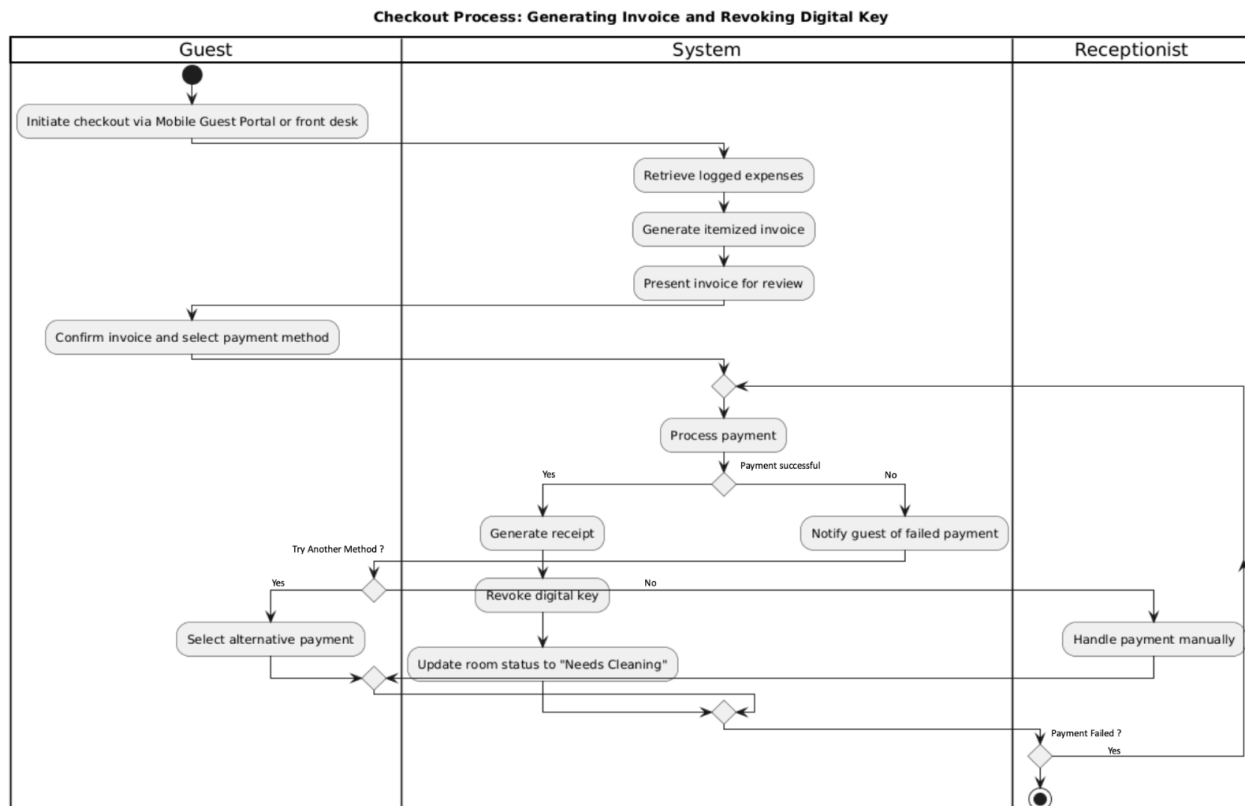 Checkout Process: Generating Invoice and Revoking Digital Key
Guest
System
Receptionist
Initiate checkout via Mobile Guest Portal or front desk
Retrieve logged expenses
Generate itemized invoice
Present invoice for review
Confirm invoice and select payment method
Process payment
Payment successful
Yes
No
Generate receipt
Notify guest of failed payment
Try Another Method ?
Yes
Revoke digital key
No
Select alternative payment
Handle payment manually
Update room status to "Needs Cleaning"
Payment Failed ?
Yes